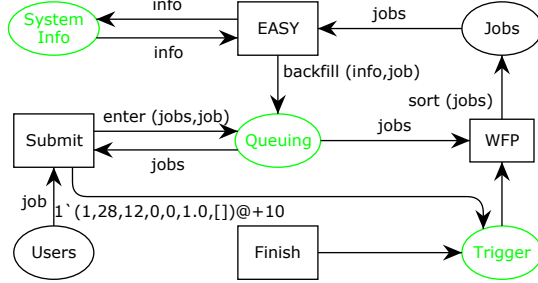 info
System
Info
EASY
jobs
Jobs
info
backfill (info,job)
sort (jobs)
enter (jobs,job)
Submit
Queuing
jobs
WFP
jobs
job
1`(1,28,12,0,0,1.0,[])@+10
Users
Finish
Trigger